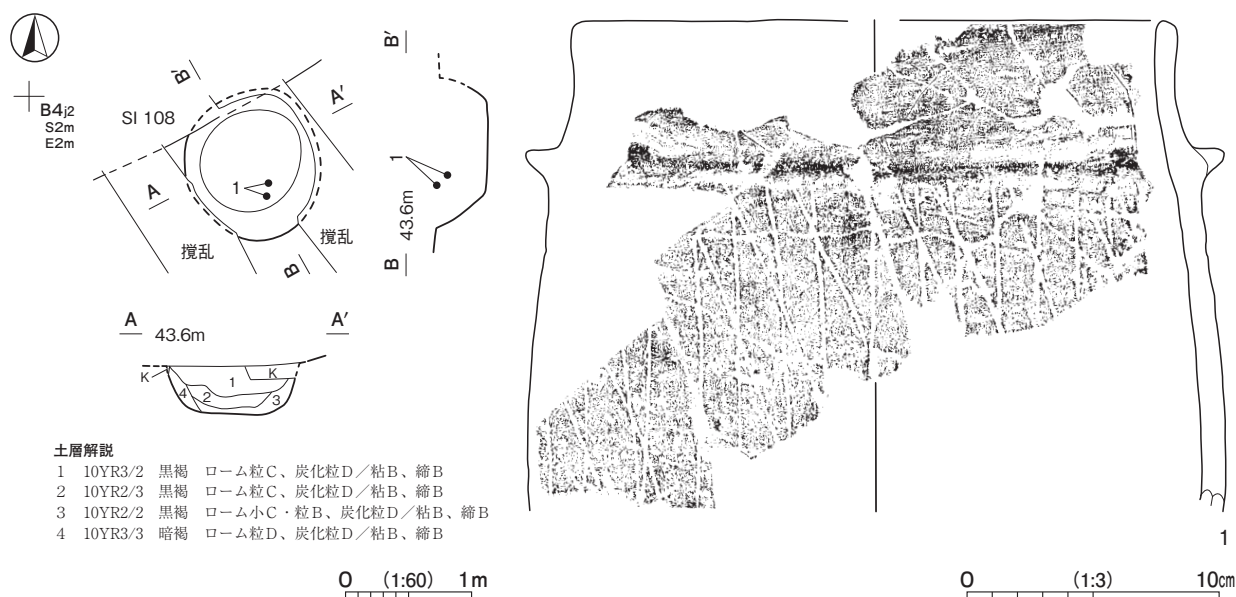 B4j2
S2m
E2m
SI 108
B′
A′
1
A
B
攪乱
攪乱
B′
1
43.6m
B
A 43.6m A′
K
1
K
4
2
3
土層解説
1 10YR3/2 黒褐 ローム粒C、炭化粒D／粘B、締B
2 10YR2/3 黒褐 ローム粒C、炭化粒D／粘B、締B
3 10YR2/2 黒褐 ローム小C・粒B、炭化粒D／粘B、締B
4 10YR3/3 暗褐 ローム粒D、炭化粒D／粘B、締B
0 (1:60) 1m
1
0 (1:3) 10cm